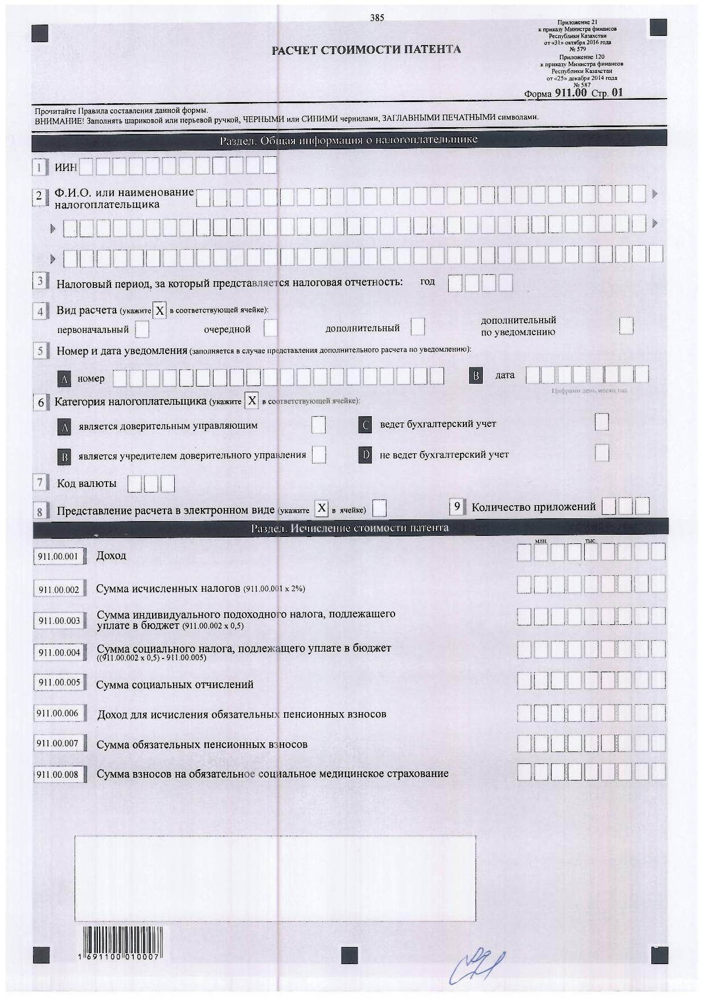 385
Приложение 21
к приказу Министра финансов
Республики Казахстан
от «31» октября 2016 года
№ 579
Приложение 120
к приказу Министра финансов
Республики Казахстан
от «25» декабря 2014 года
№ 587
РАСЧЕТ СТОИМОСТИ ПАТЕНТА
Форма 911.00 Стр. 01
Прочитайте Правила составления данной формы.
ВНИМАНИЕ! Заполнять шариковой или перьевой ручкой, ЧЕРНЫМИ или СИНИМИ чернилами, ЗАГЛАВНЫМИ ПЕЧАТНЫМИ символами.
Раздел. Общая информация о налогоплательщике
1 ИИН
2 Ф.И.О. или наименование
налогоплательщика
3 Налоговый период, за который представляется налоговая отчетность: год
4 Вид расчета (укажите X в соответствующей ячейке):
первоначальный очередной дополнительный дополнительный
по уведомлению
5 Номер и дата уведомления (заполняется в случае представления дополнительного расчета по уведомлению):
A номер B дата
Цифрами день, месяц, год
6 Категория налогоплательщика (укажите X в соответствующей ячейке):
A является доверительным управляющим C ведет бухгалтерский учет
B является учредителем доверительного управления D не ведет бухгалтерский учет
7 Код валюты
8 Представление расчета в электронном виде (укажите X в ячейке) 9 Количество приложений
Раздел. Исчисление стоимости патента
млн. тыс.
911.00.001 Доход
911.00.002 Сумма исчисленных налогов (911.00.001 х 2%)
911.00.003 Сумма индивидуального подоходного налога, подлежащего
уплате в бюджет (911.00.002 х 0,5)
911.00.004 Сумма социального налога, подлежащего уплате в бюджет
((911.00.002 х 0,5) - 911.00.005)
911.00.005 Сумма социальных отчислений
911.00.006 Доход для исчисления обязательных пенсионных взносов
911.00.007 Сумма обязательных пенсионных взносов
911.00.008 Сумма взносов на обязательное социальное медицинское страхование
1 691100 010007